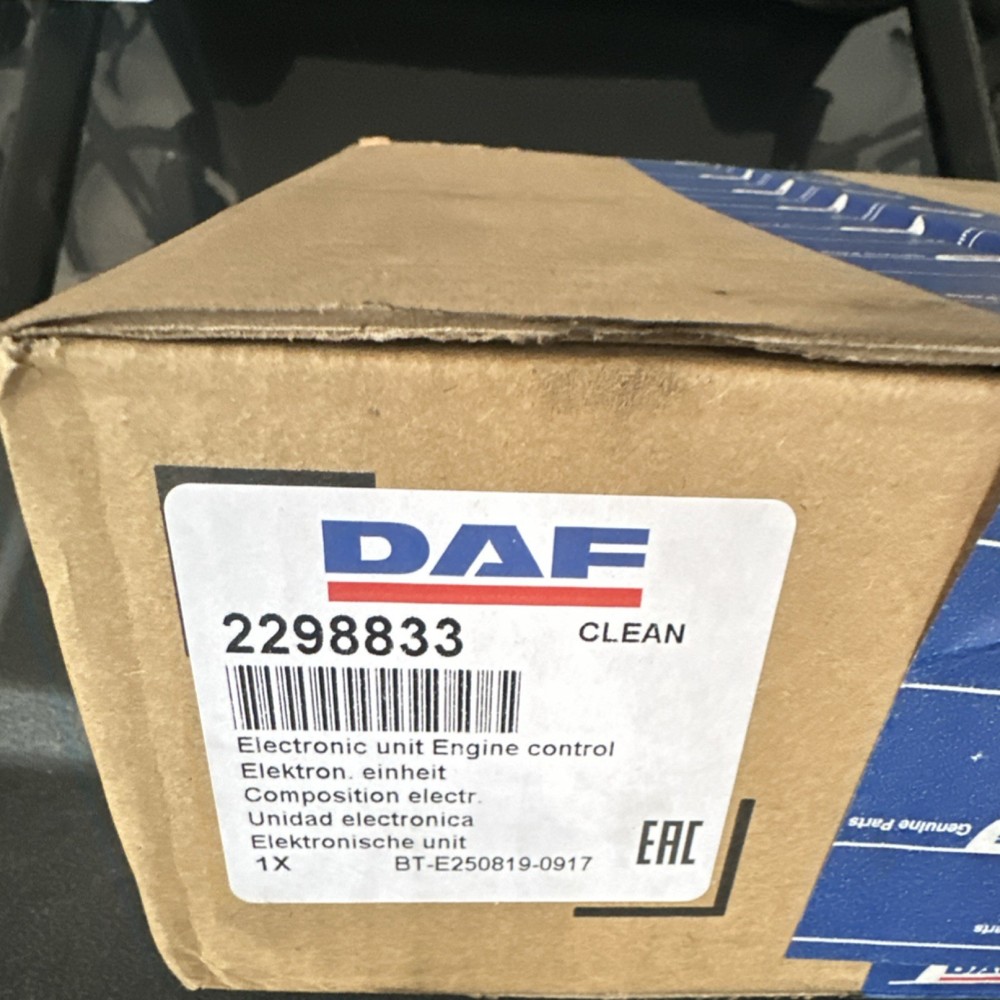 DAF
2298833 CLEAN
Electronic unit Engine control
Elektron. einheit
Composition electr.
Unidad electronica
Elektronische unit
1X BT-E250819-0917
EAC
Genuine Parts